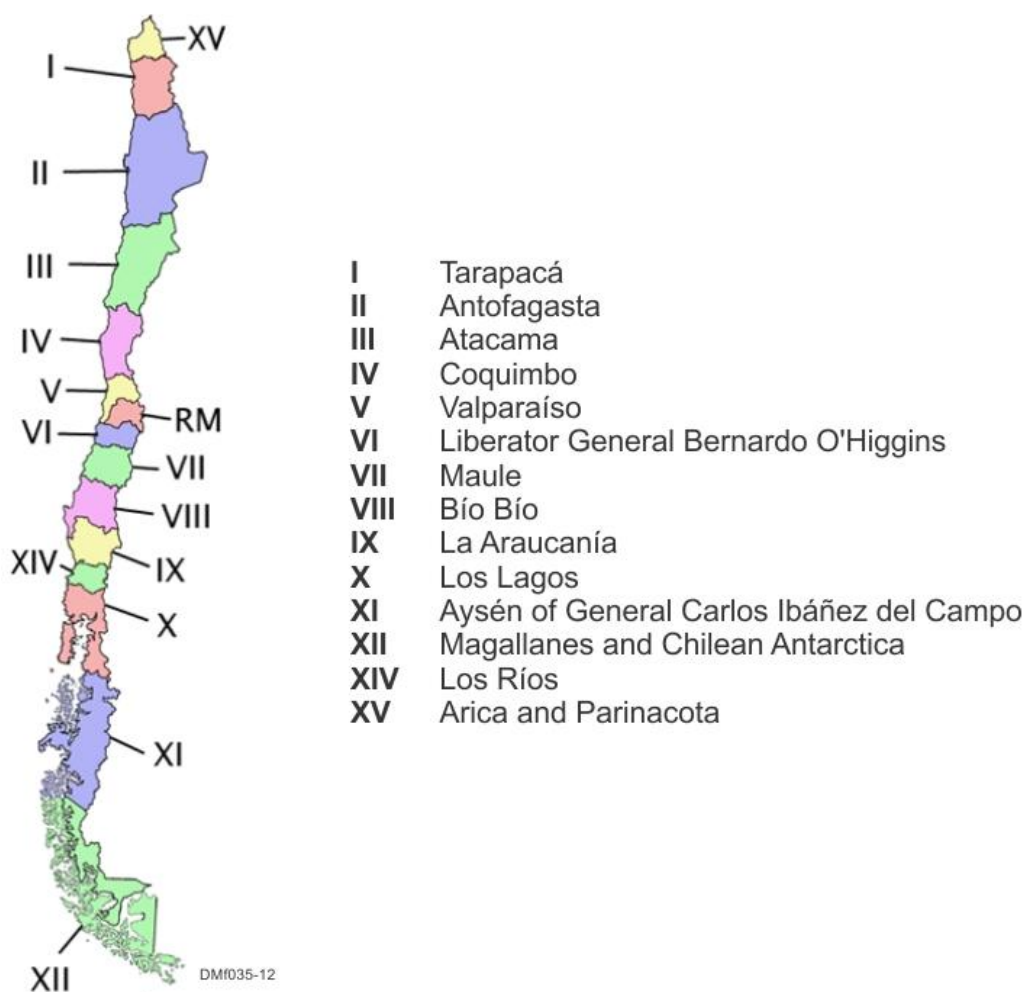 XV
I
II
III
IV
V
RM
VI
VII
VIII
XIV
IX
X
XI
XII
DMf035-12
I Tarapacá
II Antofagasta
III Atacama
IV Coquimbo
V Valparaíso
VI Liberator General Bernardo O'Higgins
VII Maule
VIII Bío Bío
IX La Araucanía
X Los Lagos
XI Aysén of General Carlos Ibáñez del Campo
XII Magallanes and Chilean Antarctica
XIV Los Ríos
XV Arica and Parinacota